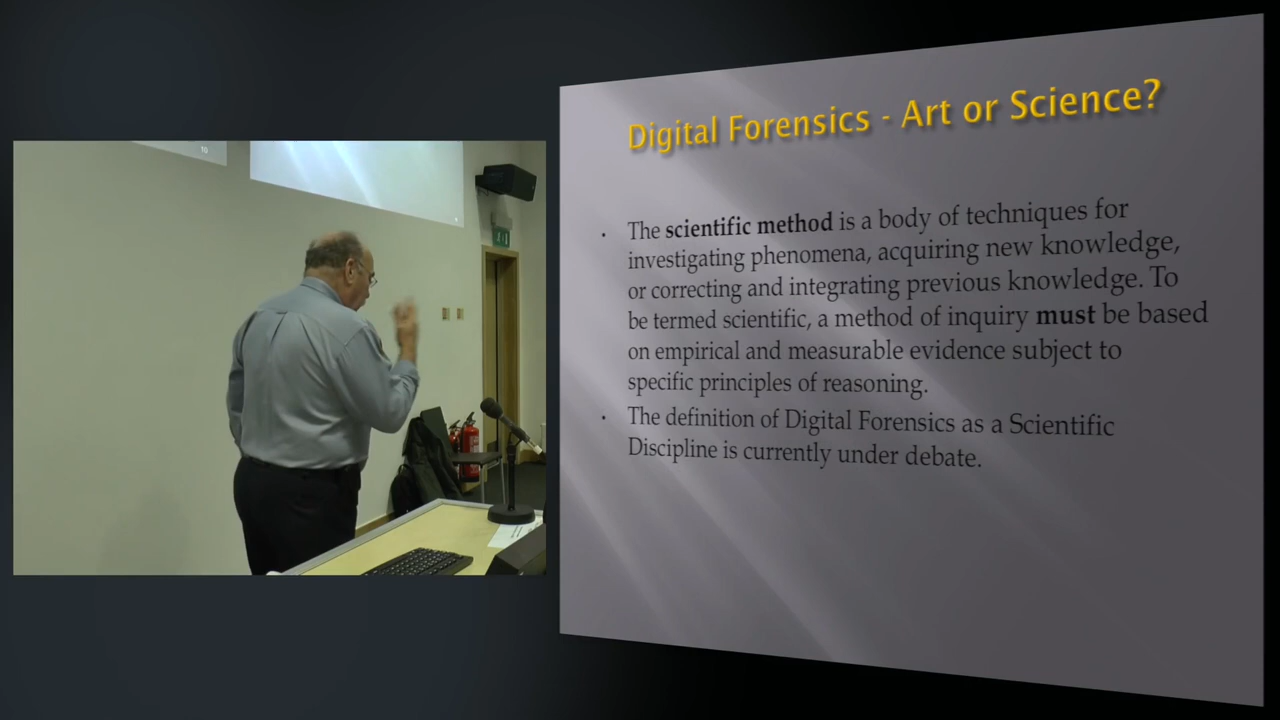 Digital Forensics - Art or Science?
· The scientific method is a body of techniques for
investigating phenomena, acquiring new knowledge,
or correcting and integrating previous knowledge. To
be termed scientific, a method of inquiry must be based
on empirical and measurable evidence subject to
specific principles of reasoning.
· The definition of Digital Forensics as a Scientific
Discipline is currently under debate.